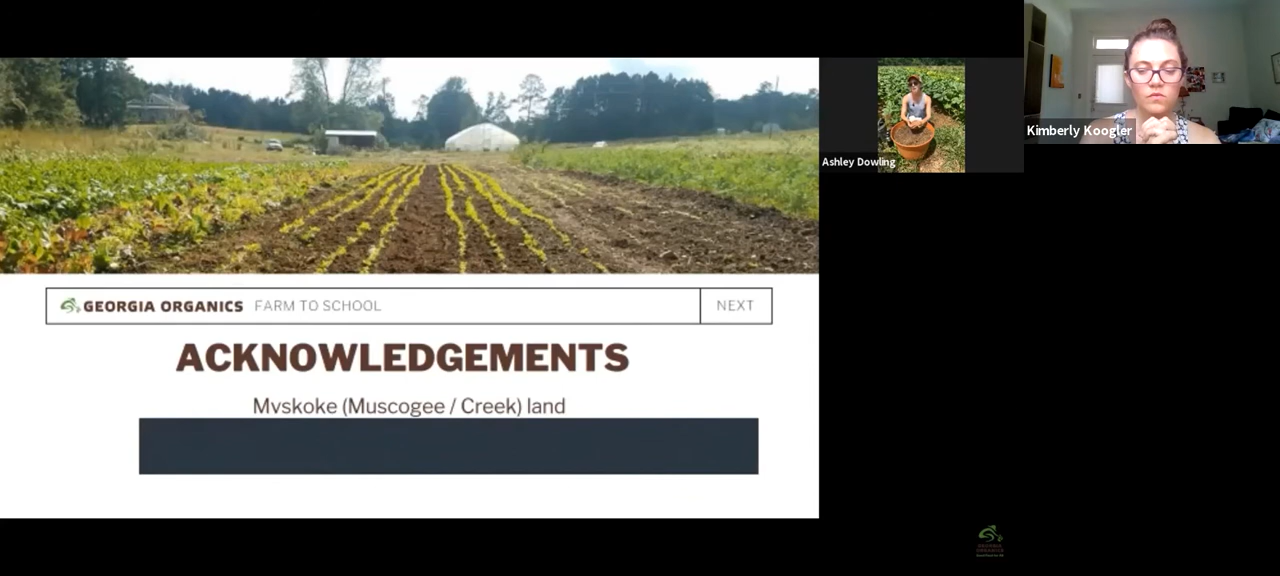 GEORGIA ORGANICS FARM TO SCHOOL NEXT
ACKNOWLEDGEMENTS
Mvskoke (Muscogee / Creek) land
Ashley Dowling
Kimberly Koogler